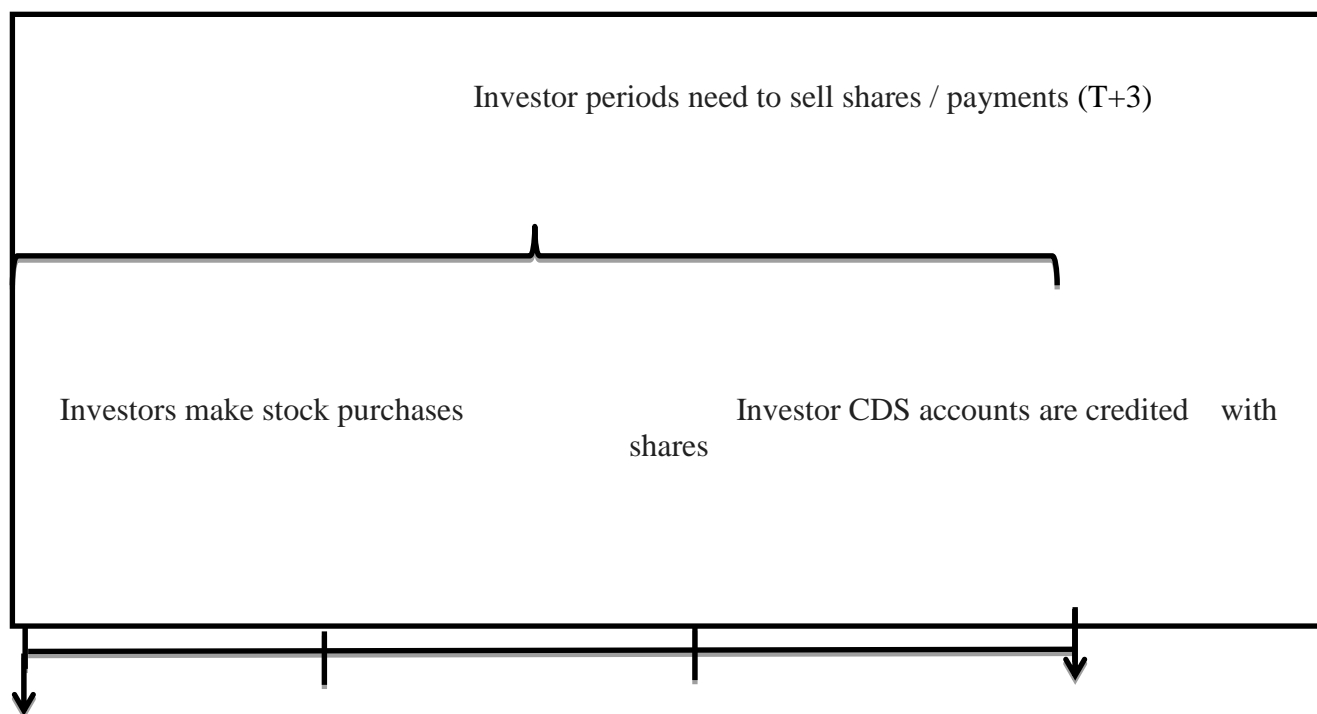 Investor periods need to sell shares / payments (T+3)
Investors make stock purchases
Investor CDS accounts are credited with
shares